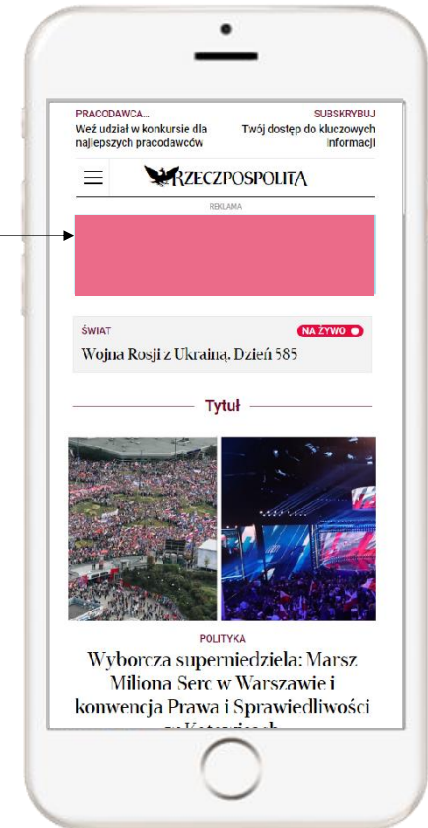 PRACODAWCA...
Weź udział w konkursie dla
najlepszych pracodawców
SUBSKRYBUJ
Twój dostęp do kluczowych
informacji
RZECZPOSPOLITA
REKLAMA
ŚWIAT
NA ŻYWO
Wojna Rosji z Ukrainą. Dzień 585
Tytuł
POLITYKA
Wyborcza superniedziela: Marsz
Miliona Serc w Warszawie i
konwencja Prawa i Sprawiedliwości